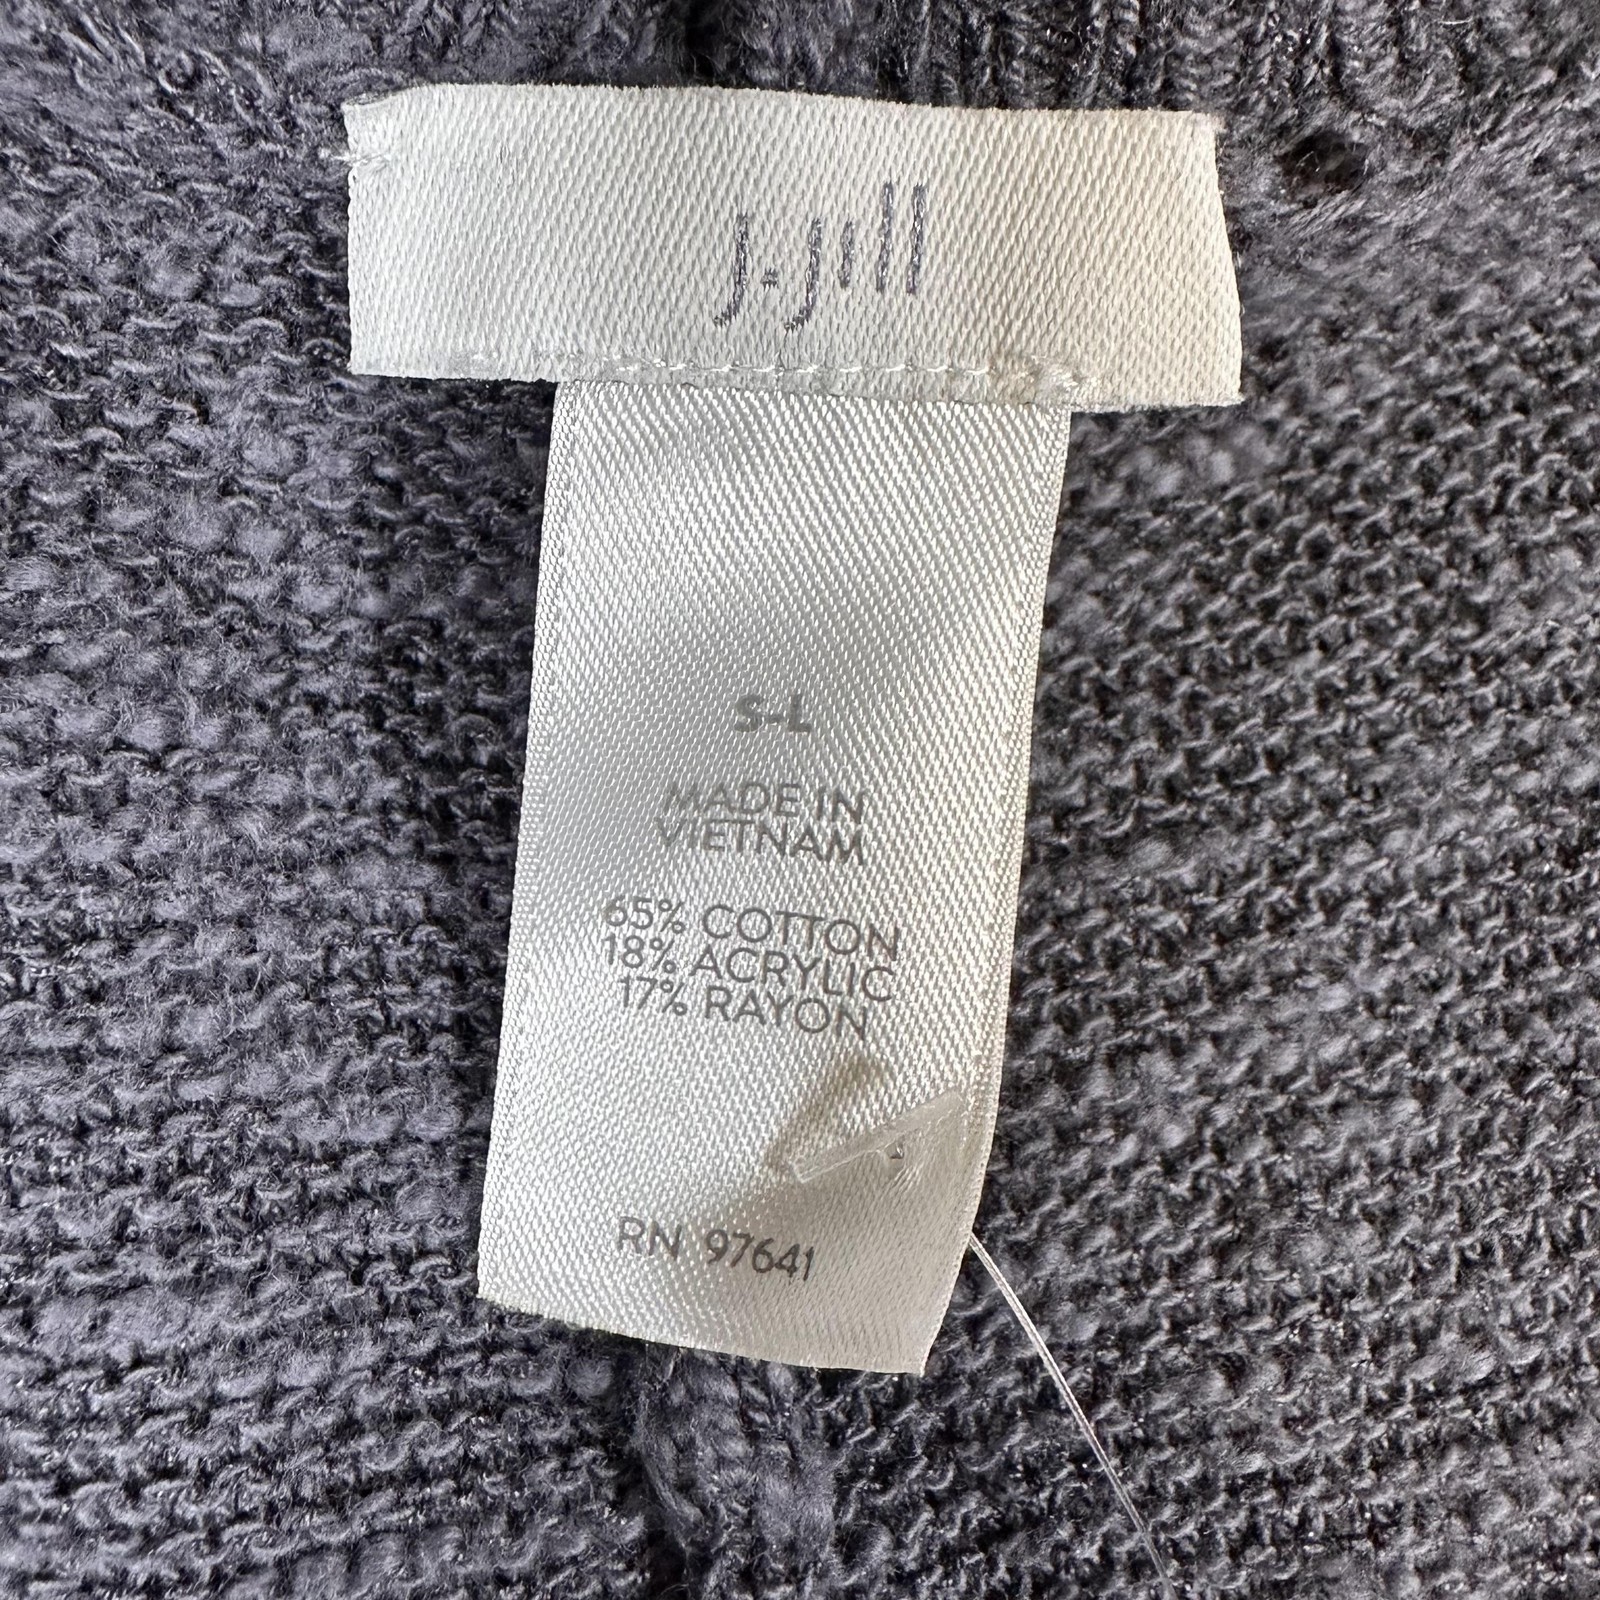 J.Jill
S-L
MADE IN
VIETNAM
65% COTTON
18% ACRYLIC
17% RAYON
RN 97641